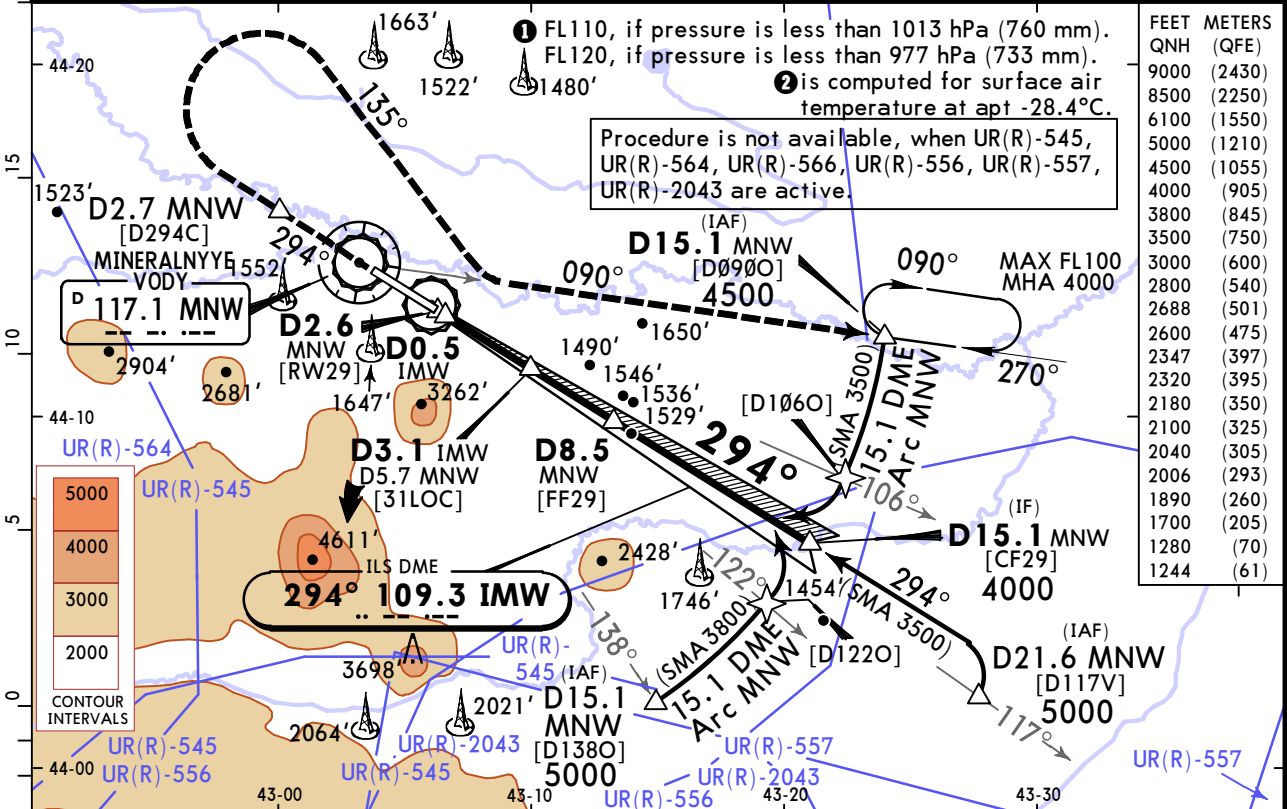 ❶ FL110, if pressure is less than 1013 hPa (760 mm).
FL120, if pressure is less than 977 hPa (733 mm).
❷ is computed for surface air
temperature at apt -28.4°C.
Procedure is not available, when UR(R)-545,
UR(R)-564, UR(R)-566, UR(R)-556, UR(R)-557,
UR(R)-2043 are active.
FEET METERS
QNH (QFE)
9000 (2430)
8500 (2250)
6100 (1550)
5000 (1210)
4500 (1055)
4000 (905)
3800 (845)
3500 (750)
3000 (600)
2800 (540)
2688 (501)
2600 (475)
2347 (397)
2320 (395)
2180 (350)
2100 (325)
2040 (305)
2006 (293)
1890 (260)
1700 (205)
1280 (70)
1244 (61)
44-20
15
10
44-10
5
0
44-00
43-00
43-10
43-20
43-30
1663'
1522'
1480'
135°
1523'
D2.7 MNW
[D294C]
294°
MINERALNYYE
VODY
D 117.1 MNW
1552'
2904'
2681'
D2.6
MNW
[RW29]
1647'
D0.5
IMW
3262'
090°
(IAF)
D15.1 MNW
[D090O]
4500
090°
MAX FL100
MHA 4000
270°
1650'
1490'
1546'
1536'
1529'
[D106O]
(SMA 3500)
15.1 DME
Arc MNW
106°
294°
D3.1 IMW
D5.7 MNW
[31LOC]
D8.5
MNW
[FF29]
UR(R)-564
UR(R)-545
5000
4000
3000
2000
CONTOUR
INTERVALS
4611'
ILS DME
294° 109.3 IMW
2428'
1746'
122°
138°
1454'
(IF)
D15.1 MNW
[CF29]
4000
294°
(SMA 3500)
(SMA 3800)
15.1 DME
Arc MNW
[D122O]
(IAF)
D21.6 MNW
[D117V]
5000
117°
3698'
2064'
2021'
UR(R)-
545
(IAF)
D15.1
MNW
[D138O]
5000
UR(R)-545
UR(R)-556
UR(R)-2043
UR(R)-545
UR(R)-557
UR(R)-2043
UR(R)-556
UR(R)-557